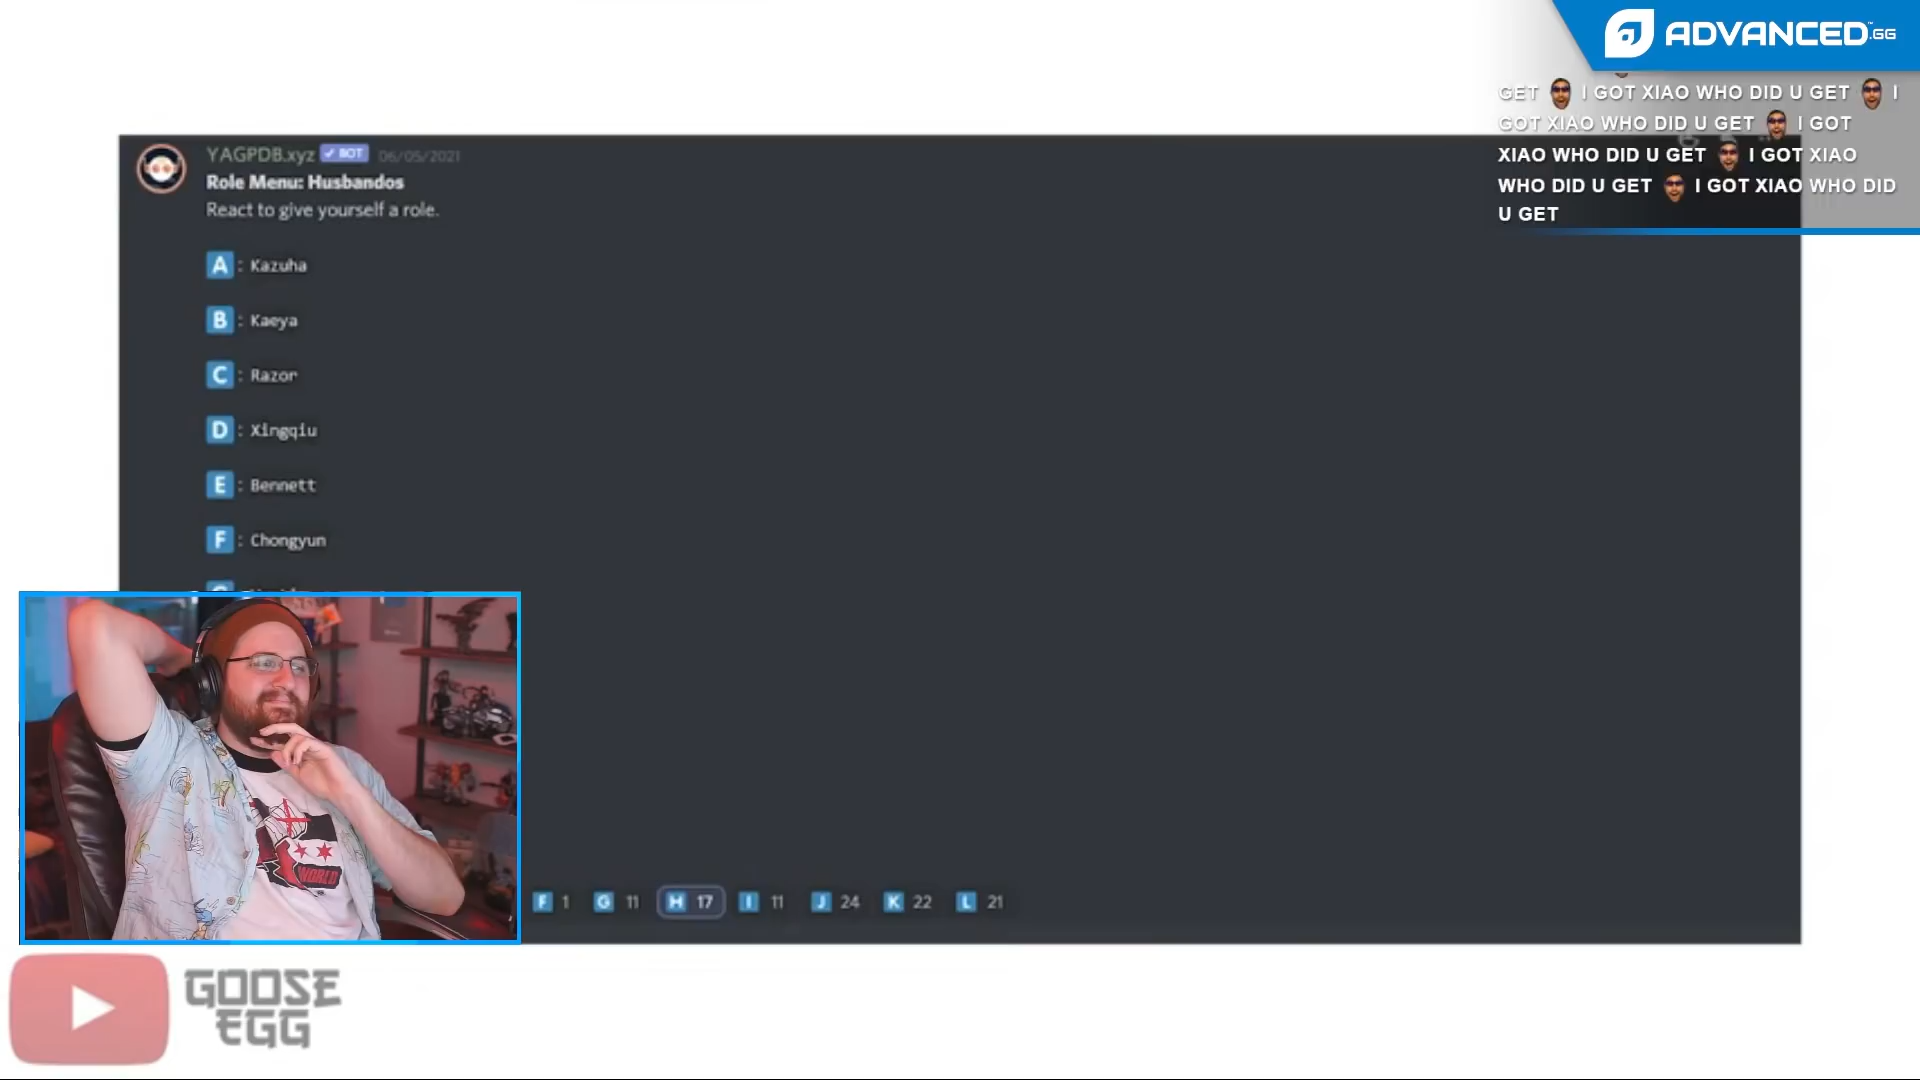 ADVANCED.GG
GET I GOT XIAO WHO DID U GET I
GOT XIAO WHO DID U GET I GOT
XIAO WHO DID U GET I GOT XIAO
WHO DID U GET I GOT XIAO WHO DID
U GET
YAGPDB.xyz ✓ BOT 06/05/2021
Role Menu: Husbandos
React to give yourself a role.
A : Kazuha
B : Kaeya
C : Razor
D : Xingqiu
E : Bennett
F : Chongyun
WORLD
F 1 G 11 H 17 I 11 J 24 K 22 L 21
GOOSE
EGG